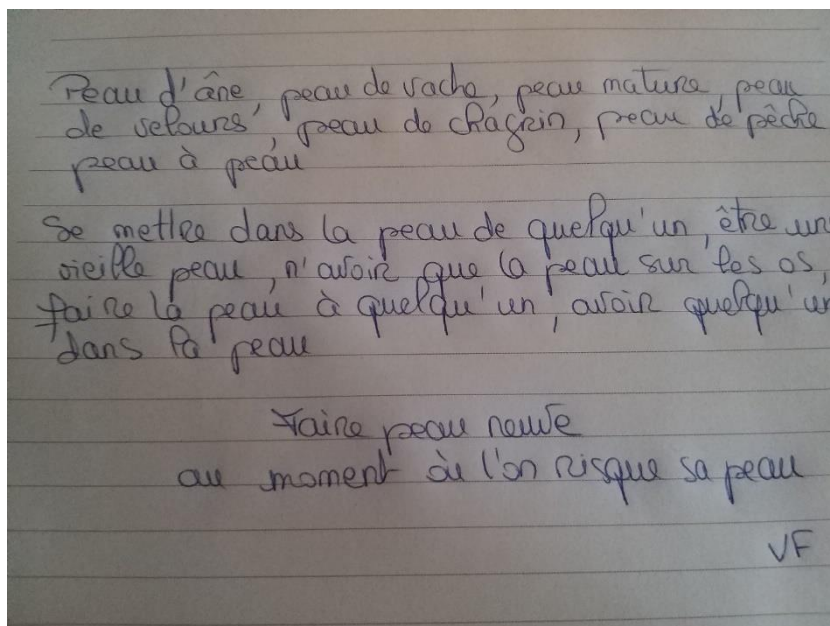 Peau d'âne, peau de vache, peau mature, peau
de velours, peau de chagrin, peau de pêche
peau à peau
Se mettre dans la peau de quelqu'un, être un
vieille peau, n'avoir que la peau sur les os,
faire la peau à quelqu'un, avoir quelqu'un
dans la peau
Faire peau neuve
au moment où l'on risque sa peau
VF